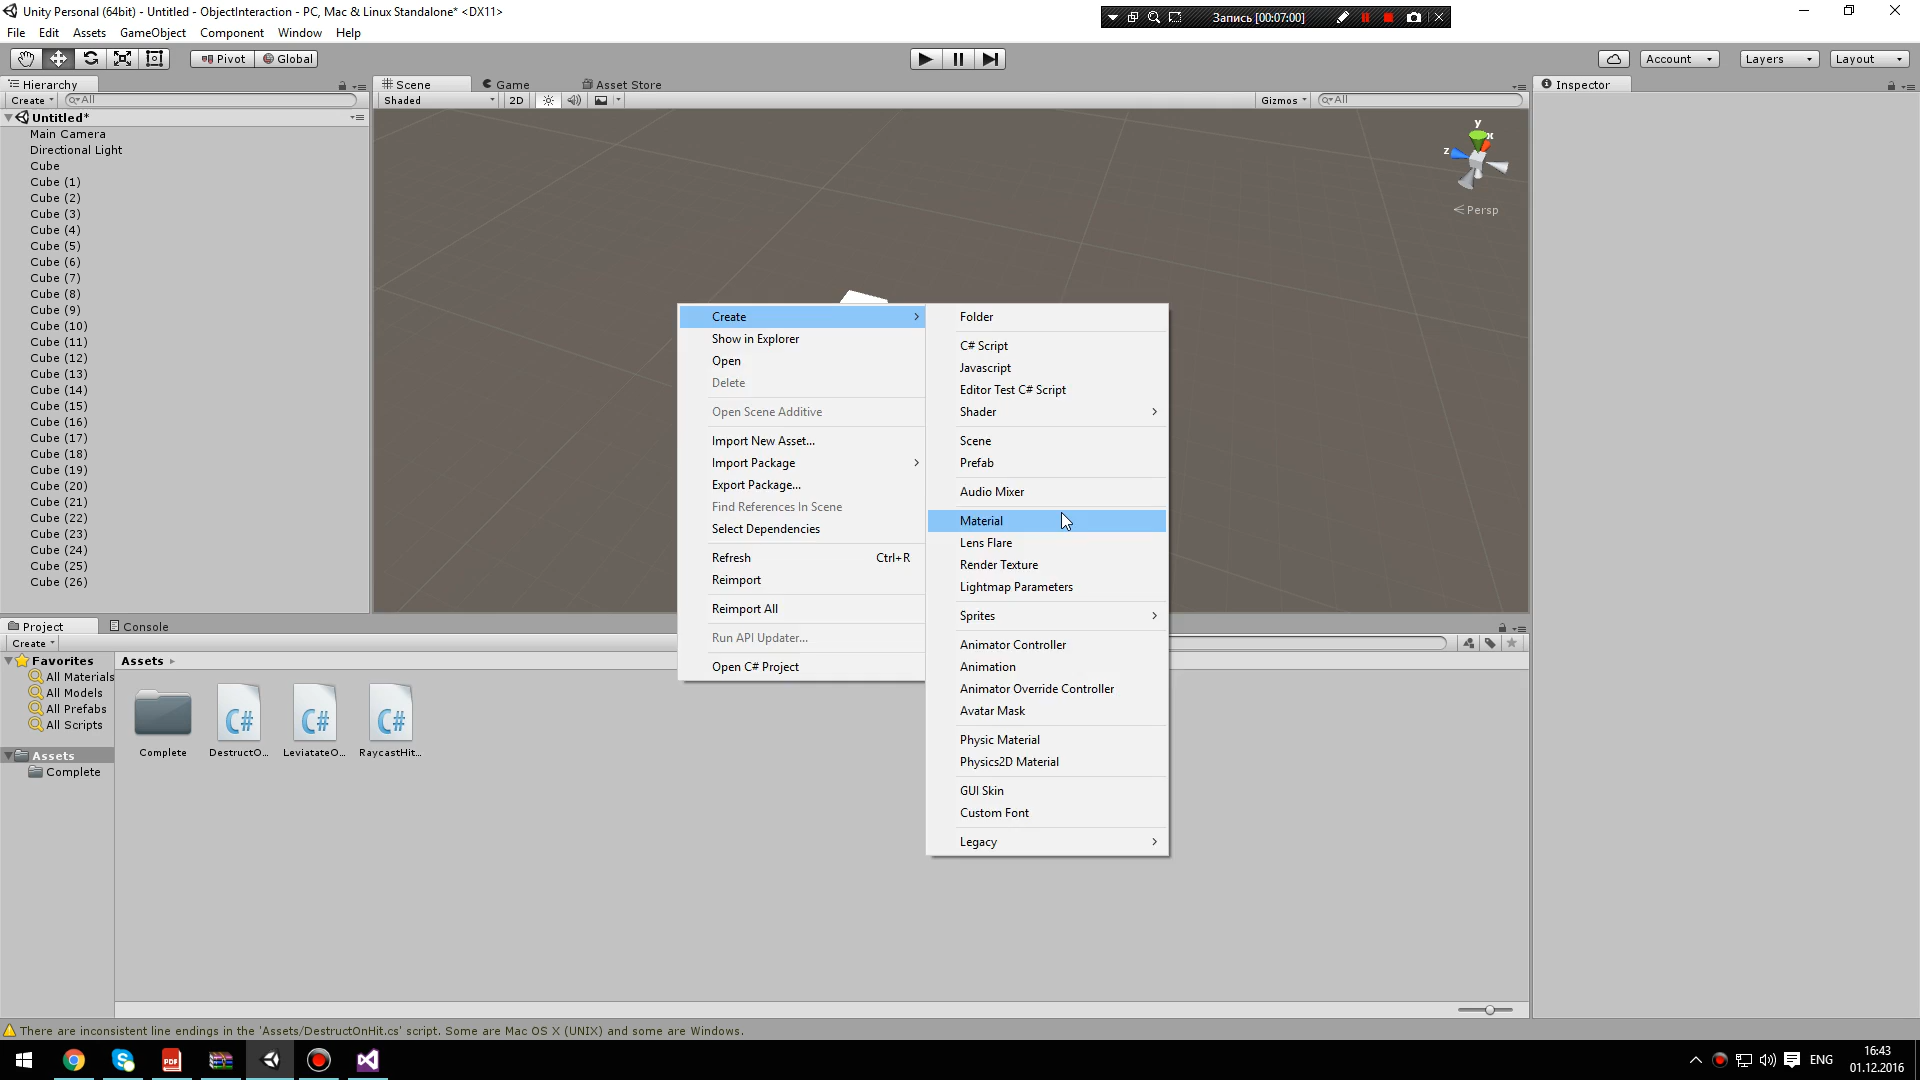 Unity Personal (64bit) - Untitled - ObjectInteraction - PC, Mac & Linux Standalone* <DX11>
Запись [00:07:00]
File Edit Assets GameObject Component Window Help
Pivot Global Account Layers Layout
Hierarchy
Create All
Untitled*
Main Camera
Directional Light
Cube
Cube (1)
Cube (2)
Cube (3)
Cube (4)
Cube (5)
Cube (6)
Cube (7)
Cube (8)
Cube (9)
Cube (10)
Cube (11)
Cube (12)
Cube (13)
Cube (14)
Cube (15)
Cube (16)
Cube (17)
Cube (18)
Cube (19)
Cube (20)
Cube (21)
Cube (22)
Cube (23)
Cube (24)
Cube (25)
Cube (26)
Scene Game Asset Store
Shaded 2D Gizmos All
y
x
z
Persp
Inspector
Create
Show in Explorer
Open
Delete
Open Scene Additive
Import New Asset...
Import Package
Export Package...
Find References In Scene
Select Dependencies
Refresh Ctrl+R
Reimport
Reimport All
Run API Updater...
Open C# Project
Folder
C# Script
Javascript
Editor Test C# Script
Shader
Scene
Prefab
Audio Mixer
Material
Lens Flare
Render Texture
Lightmap Parameters
Sprites
Animator Controller
Animation
Animator Override Controller
Avatar Mask
Physic Material
Physics2D Material
GUI Skin
Custom Font
Legacy
Project Console
Create
Favorites
All Materials
All Models
All Prefabs
All Scripts
Assets
Complete
Assets
C# C# C#
Complete DestructO... LeviatateO... RaycastHit...
There are inconsistent line endings in the 'Assets/DestructOnHit.cs' script. Some are Mac OS X (UNIX) and some are Windows.
PDF
ENG
16:43
01.12.2016